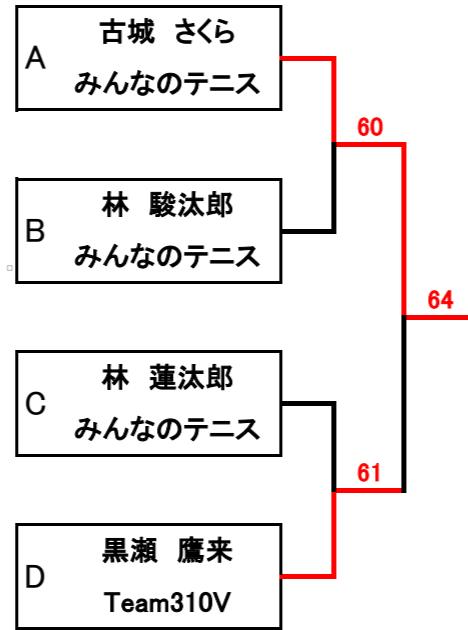 A
古城 さくら
みんなのテニス
60
B
林 駿汰郎
みんなのテニス
64
C
林 蓮汰郎
みんなのテニス
61
D
黒瀬 鷹来
Team310V